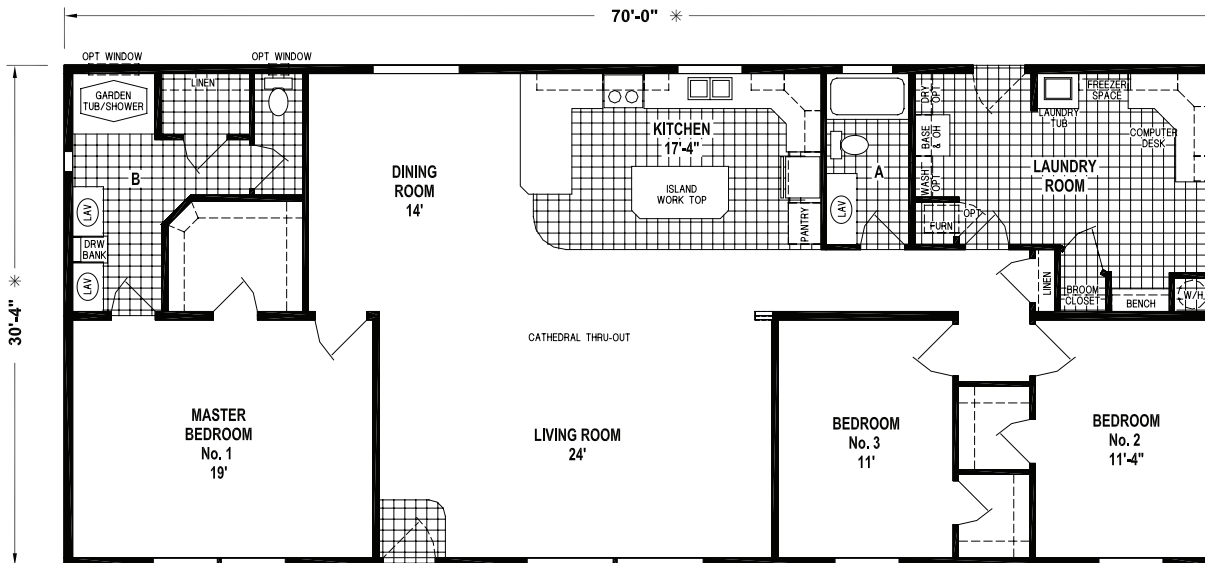 70'-0" ✳
OPT WINDOW
OPT WINDOW
GARDEN
TUB/SHOWER
LINEN
DRY OPT
BASE & OH
WASH OPT
LAUNDRY
TUB
FREEZER
SPACE
COMPUTER
DESK
KITCHEN
17'-4"
ISLAND
WORK TOP
PANTRY
A
LAV
LAUNDRY
ROOM
B
DINING
ROOM
14'
LAV
DRW
BANK
LAV
OPT
FURN
LINEN
BROOM
CLOSET
BENCH
W/H
30'-4" ✳
CATHEDRAL THRU-OUT
MASTER
BEDROOM
No. 1
19'
LIVING ROOM
24'
BEDROOM
No. 3
11'
BEDROOM
No. 2
11'-4"